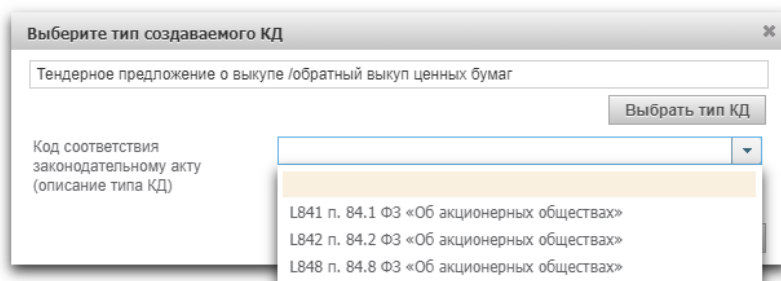 Выберите тип создаваемого КД
Тендерное предложение о выкупе /обратный выкуп ценных бумаг
Выбрать тип КД
Код соответствия
законодательному акту
(описание типа КД)
L841 п. 84.1 ФЗ «Об акционерных обществах»
L842 п. 84.2 ФЗ «Об акционерных обществах»
L848 п. 84.8 ФЗ «Об акционерных обществах»